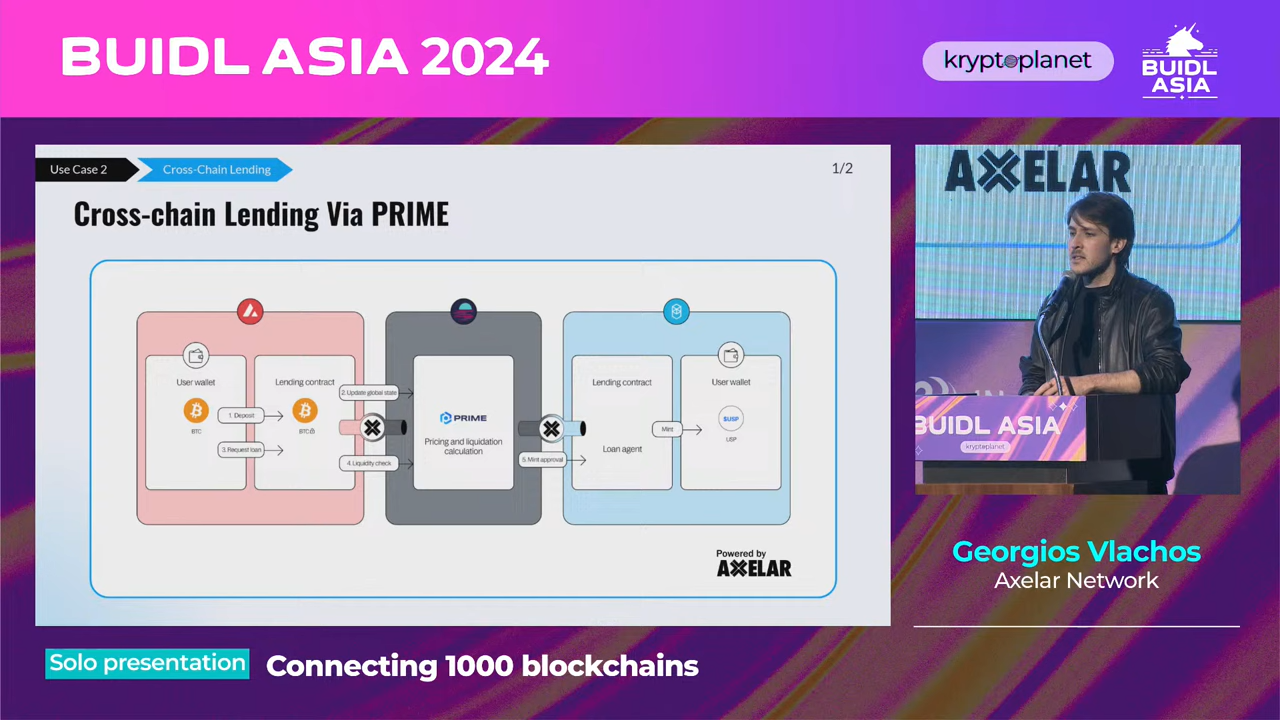 BUIDL ASIA 2024
kryptoplanet
BUIDL
ASIA
Use Case 2
Cross-Chain Lending
1/2
Cross-chain Lending Via PRIME
User wallet
BTC
1. Deposit
3. Request loan
Lending contract
BTC
2. Update global state
4. Liquidity check
PRIME
Pricing and liquidation
calculation
5. Mint approval
Lending contract
Loan agent
Mint
User wallet
$USP
USP
Powered by
AXELAR
AXELAR
BUIDL ASIA
kryptoplanet
Georgios Vlachos
Axelar Network
Solo presentation
Connecting 1000 blockchains